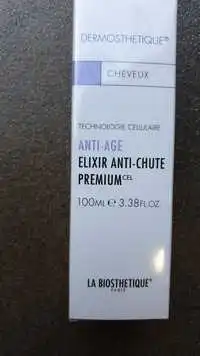 DERMOSTHETIQUE®
CHEVEUX
TECHNOLOGIE CELLULAIRE
ANTI-AGE
ELIXIR ANTI-CHUTE
PREMIUM CEL
100ML e 3.38FL.OZ
LA BIOSTHETIQUE®
PARIS